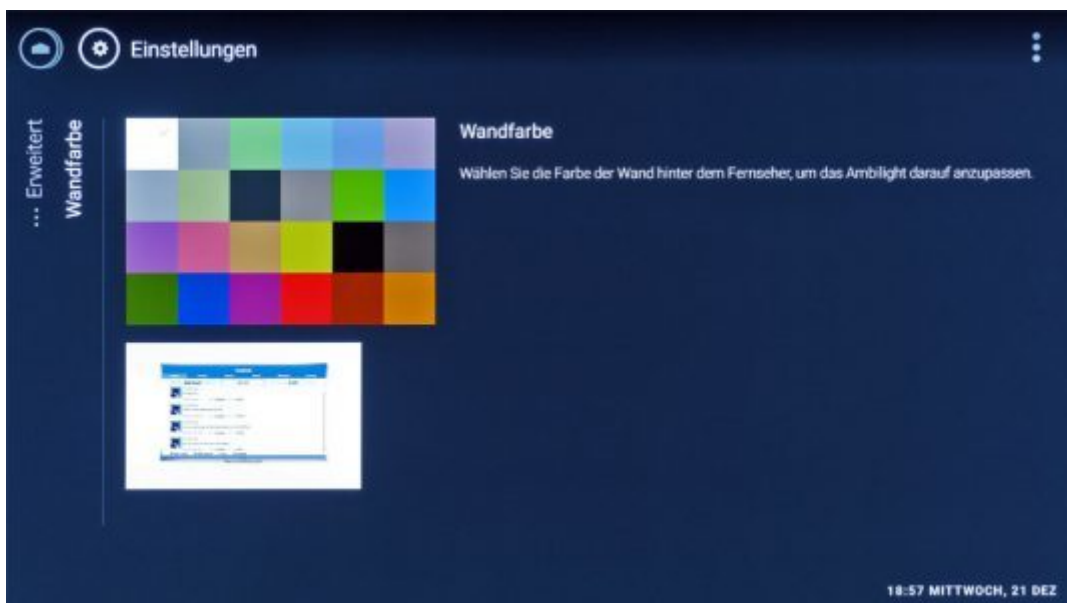 Einstellungen
... Erweitert
Wandfarbe
Wandfarbe
Wählen Sie die Farbe der Wand hinter dem Fernseher, um das Ambilight darauf anzupassen.
18:57 MITTWOCH, 21 DEZ